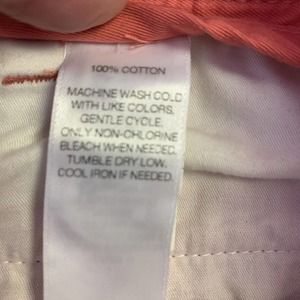 100% COTTON
MACHINE WASH COLD
WITH LIKE COLORS.
GENTLE CYCLE.
ONLY NON-CHLORINE
BLEACH WHEN NEEDED.
TUMBLE DRY LOW.
COOL IRON IF NEEDED.